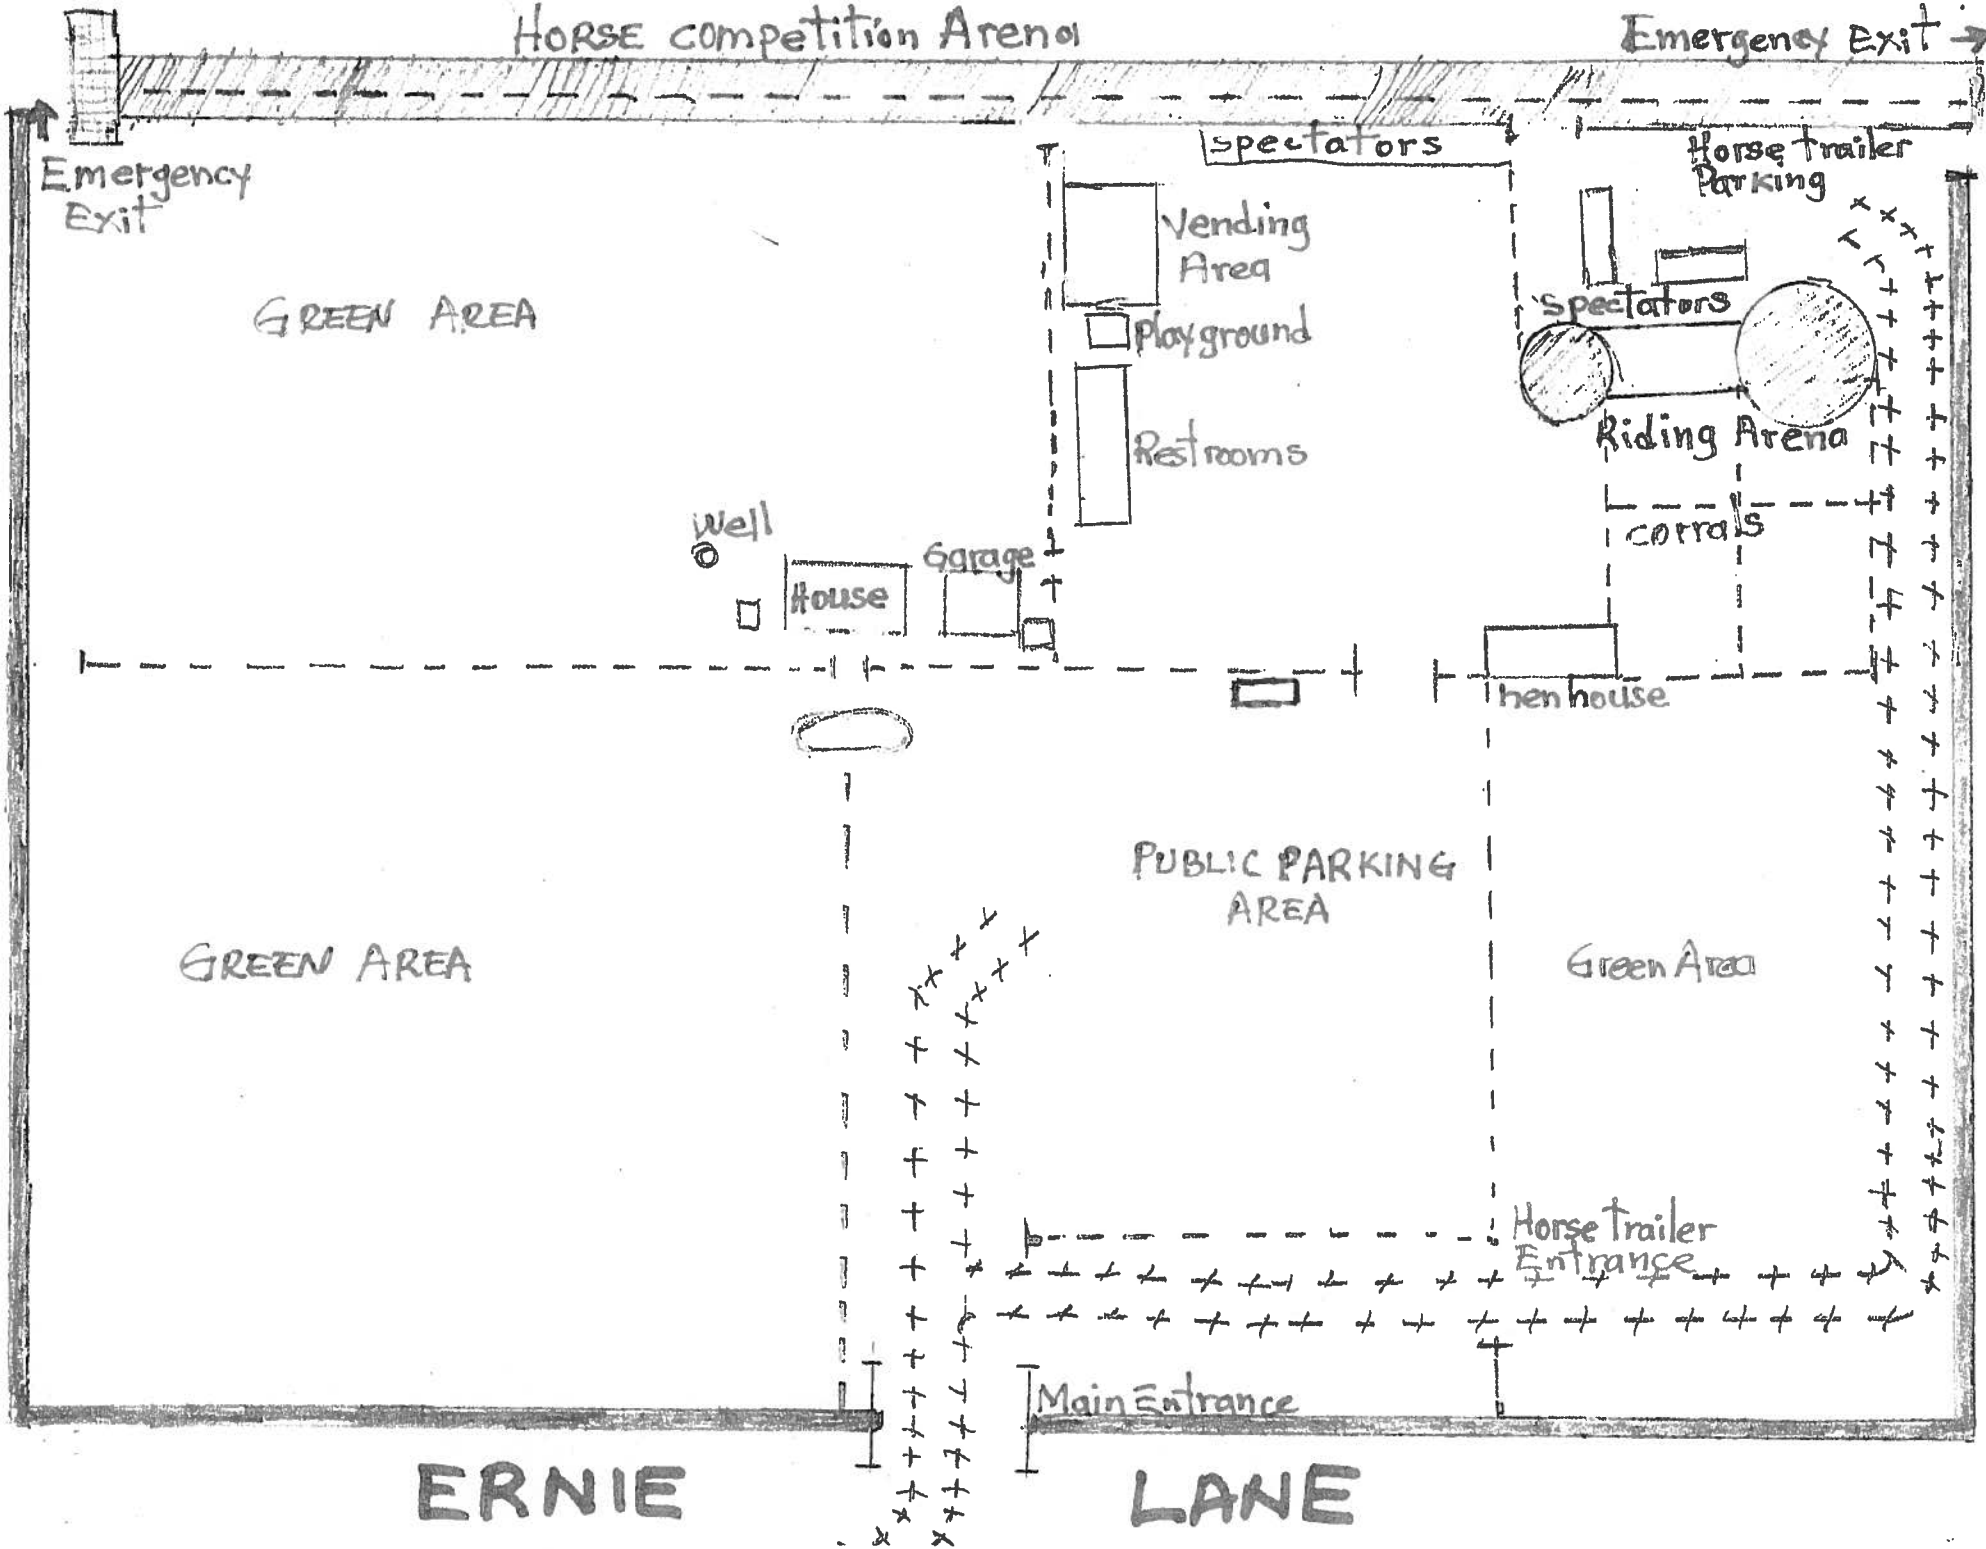 HORSE competition Arena
Emergency Exit →
Emergency
Exit
spectators
Horse trailer
Parking
Vending
Area
GREEN AREA
spectators
Playground
Riding Arena
Restrooms
Well
corrals
Garage
House
hen house
PUBLIC PARKING
AREA
GREEN AREA
Green Area
Horse Trailer
Entrance
Main Entrance
ERNIE LANE